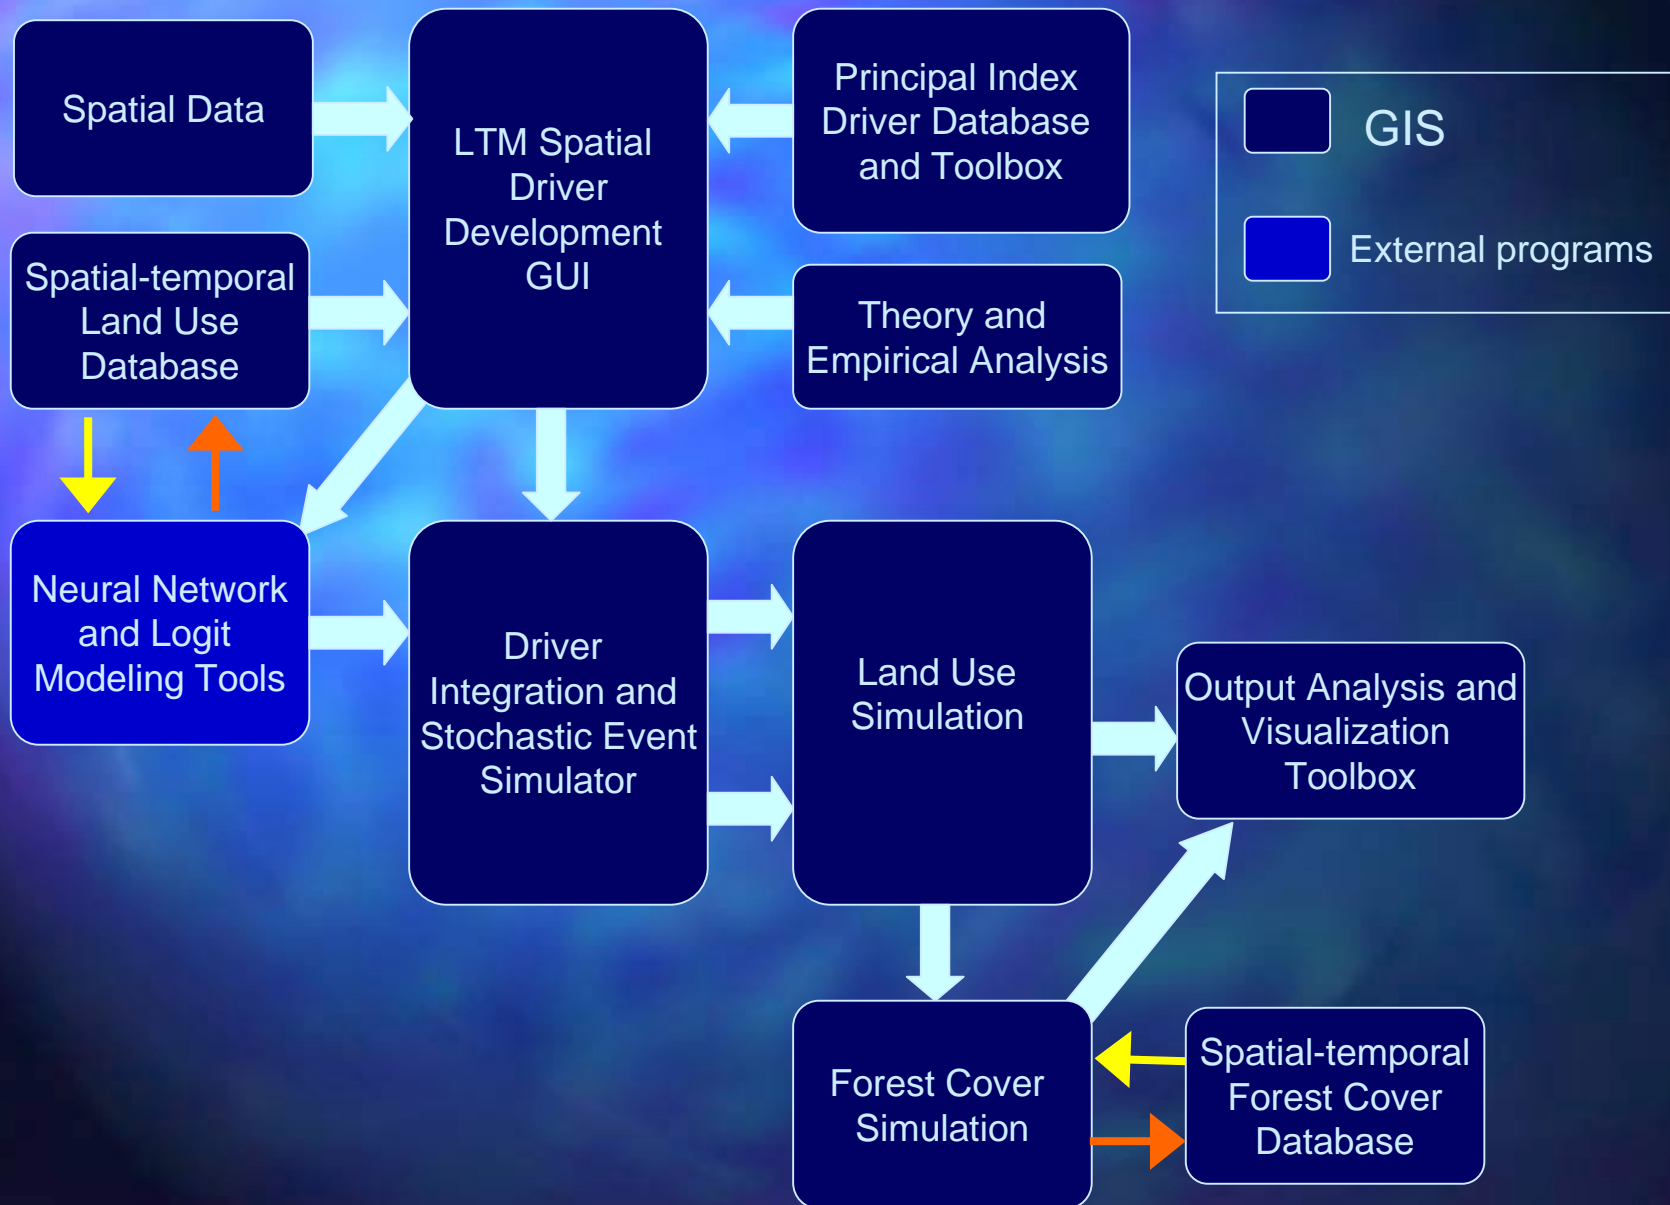 Spatial Data
LTM Spatial
Driver
Development
GUI
Principal Index
Driver Database
and Toolbox
GIS
External programs
Spatial-temporal
Land Use
Database
Theory and
Empirical Analysis
Neural Network
and Logit
Modeling Tools
Driver
Integration and
Stochastic Event
Simulator
Land Use
Simulation
Output Analysis and
Visualization
Toolbox
Forest Cover
Simulation
Spatial-temporal
Forest Cover
Database